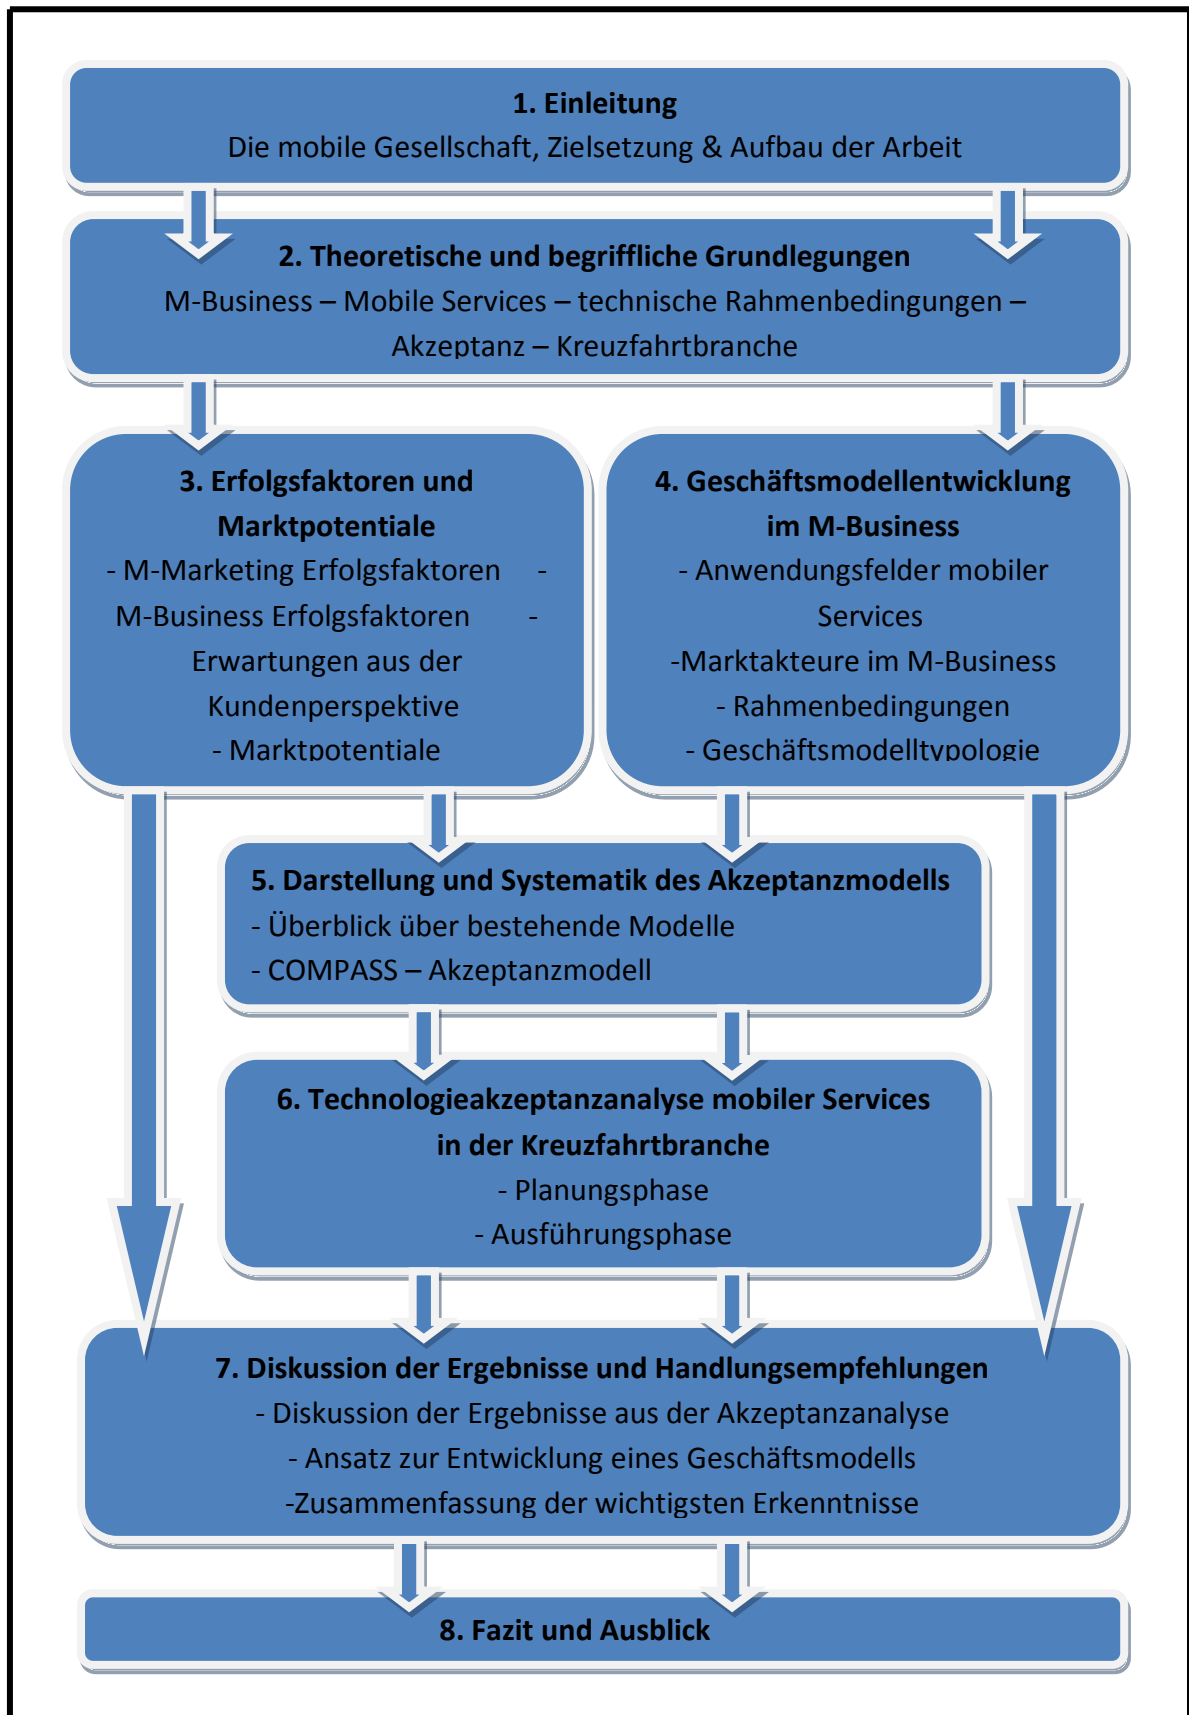 1. Einleitung
Die mobile Gesellschaft, Zielsetzung & Aufbau der Arbeit
2. Theoretische und begriffliche Grundlegungen
M-Business – Mobile Services – technische Rahmenbedingungen –
Akzeptanz – Kreuzfahrtbranche
3. Erfolgsfaktoren und
Marktpotentiale
- M-Marketing Erfolgsfaktoren -
M-Business Erfolgsfaktoren -
Erwartungen aus der
Kundenperspektive
- Marktpotentiale
4. Geschäftsmodellentwicklung
im M-Business
- Anwendungsfelder mobiler
Services
-Marktakteure im M-Business
- Rahmenbedingungen
- Geschäftsmodelltypologie
5. Darstellung und Systematik des Akzeptanzmodells
- Überblick über bestehende Modelle
- COMPASS – Akzeptanzmodell
6. Technologieakzeptanzanalyse mobiler Services
in der Kreuzfahrtbranche
- Planungsphase
- Ausführungsphase
7. Diskussion der Ergebnisse und Handlungsempfehlungen
- Diskussion der Ergebnisse aus der Akzeptanzanalyse
- Ansatz zur Entwicklung eines Geschäftsmodells
-Zusammenfassung der wichtigsten Erkenntnisse
8. Fazit und Ausblick